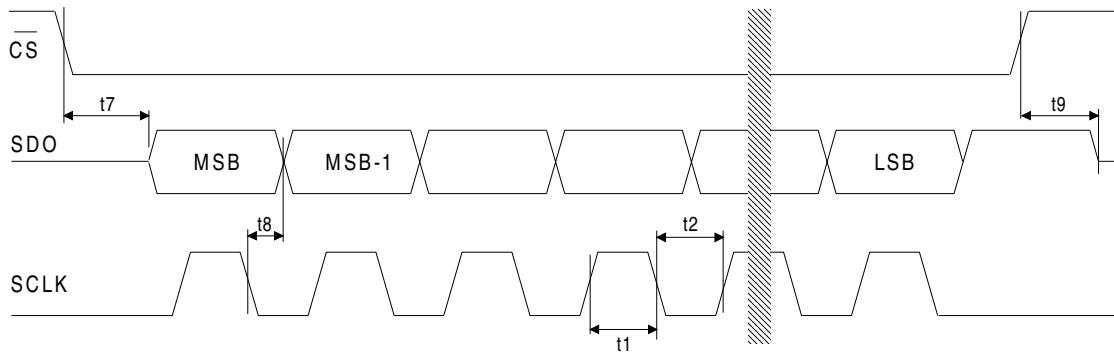 CS
t7
t9
SDO
MSB
MSB-1
LSB
t8
t2
SCLK
t1